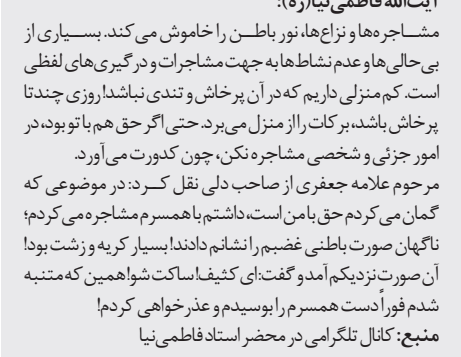 آیت‌الله فاطمی‌نیا(ره):
مشـاجره‌ها و نزاع‌ها، نور باطـن را خاموش می‌کند. بسـیاری از
بی‌حالی‌ها و عدم نشاط‌ها به جهت مشاجرات و درگیری‌های لفظی
است. کم منزلی داریم که در آن پرخاش و تندی نباشد! روزی چند تا
پرخاش باشد، برکات را از منزل می‌برد. حتی اگر حق هم با تو بود، در
امور جزئی و شخصی مشاجره نکن، چون کدورت می‌آورد.
مرحوم علامه جعفری از صاحب دلی نقل کـرد: در موضوعی که
گمان می‌کردم حق با من است، داشتم با همسرم مشاجره می‌کردم؛
ناگهان صورت باطنی غضبم را نشانم دادند! بسیار کریه و زشت بود!
آن صورت نزدیکم آمد و گفت: ای کثیف! ساکت شو! همین که متنبه
شدم فوراً دست همسرم را بوسیدم و عذرخواهی کردم!
منبع: کانال تلگرامی در محضر استاد فاطمی‌نیا